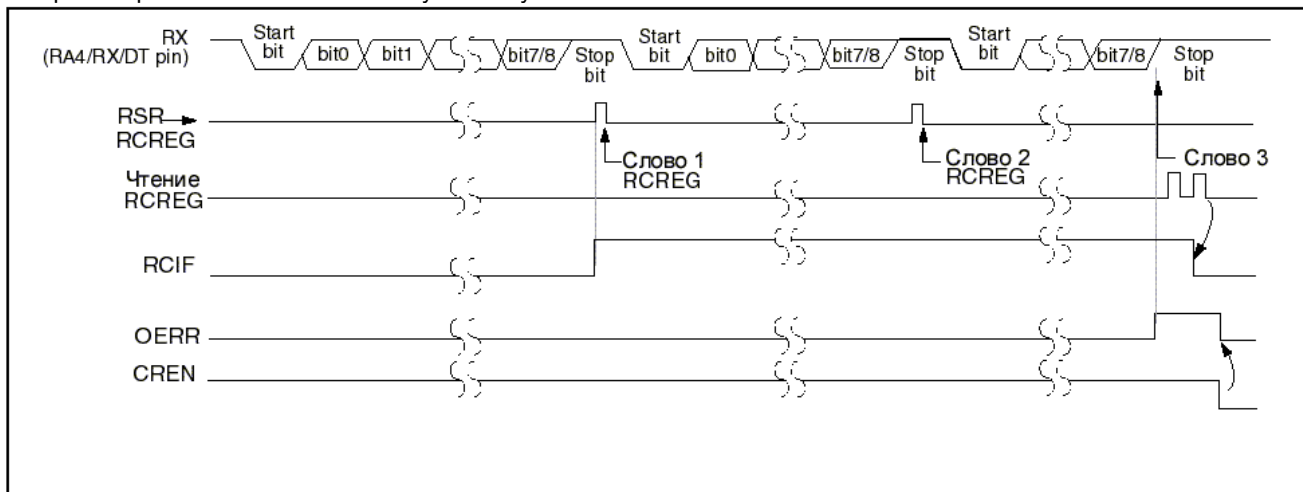 RX
(RA4/RX/DT pin)
Start
bit
bit0
bit1
bit7/8
Stop
bit
Start
bit
bit0
bit7/8
Stop
bit
Start
bit
bit7/8
Stop
bit
RSR
RCREG
Слово 1
RCREG
Слово 2
RCREG
Слово 3
Чтение
RCREG
RCIF
OERR
CREN